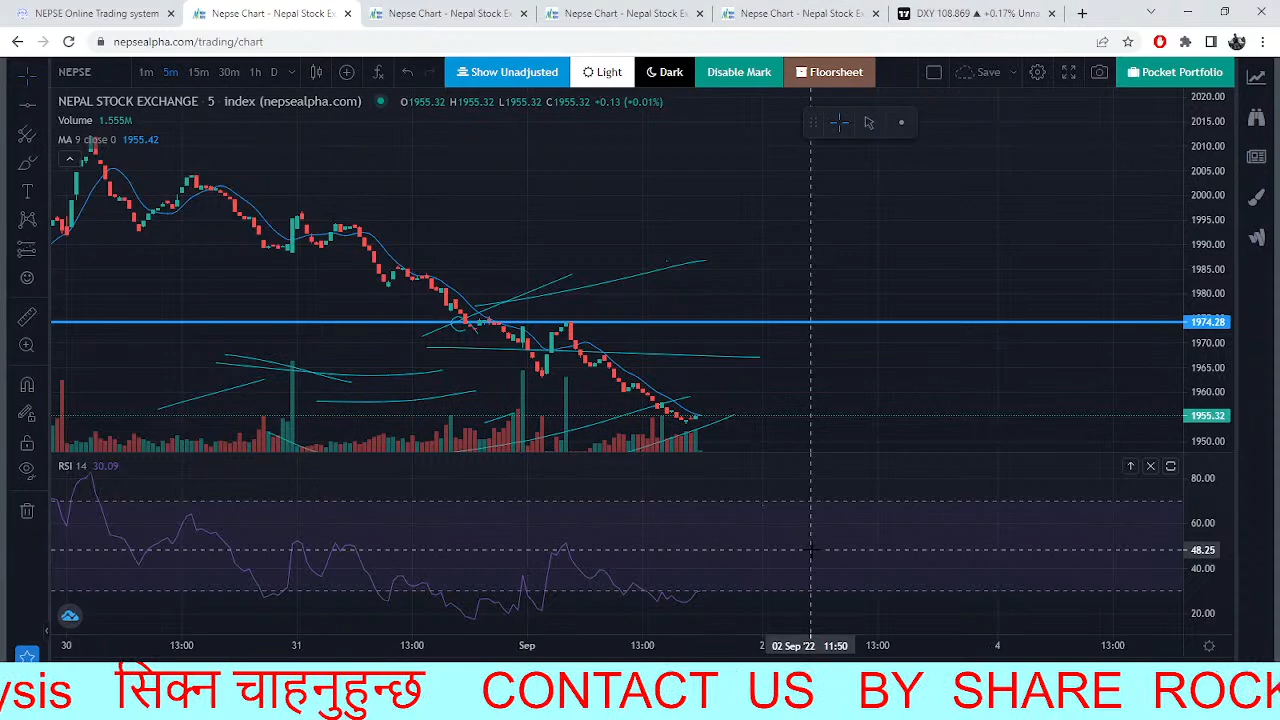 NEPSE Online Trading system
Nepse Chart - Nepal Stock Ex
Nepse Chart - Nepal Stock Ex
Nepse Chart - Nepal Stock Ex
Nepse Chart - Nepal Stock Ex
DXY 108.869 ▲ +0.17% Unna
nepsealpha.com/trading/chart
NEPSE 1m 5m 15m 30m 1h D Show Unadjusted Light Dark Disable Mark Floorsheet Save Pocket Portfolio
NEPAL STOCK EXCHANGE · 5 index (nepsealpha.com) O1955.32 H1955.32 L1955.32 C1955.32 +0.13 (+0.01%)
Volume 1.555M
MA 9 close 0 1955.42
2020.00
2015.00
2010.00
2005.00
2000.00
1995.00
1990.00
1985.00
1980.00
1974.28
1970.00
1965.00
1960.00
1955.32
1950.00
RSI 14 30.09
80.00
60.00
48.25
40.00
20.00
30 13:00 31 13:00 Sep 13:00 2 02 Sep '22 11:50 13:00 4 13:00
ysis सिक्न चाहनुहुन्छ CONTACT US BY SHARE ROCK